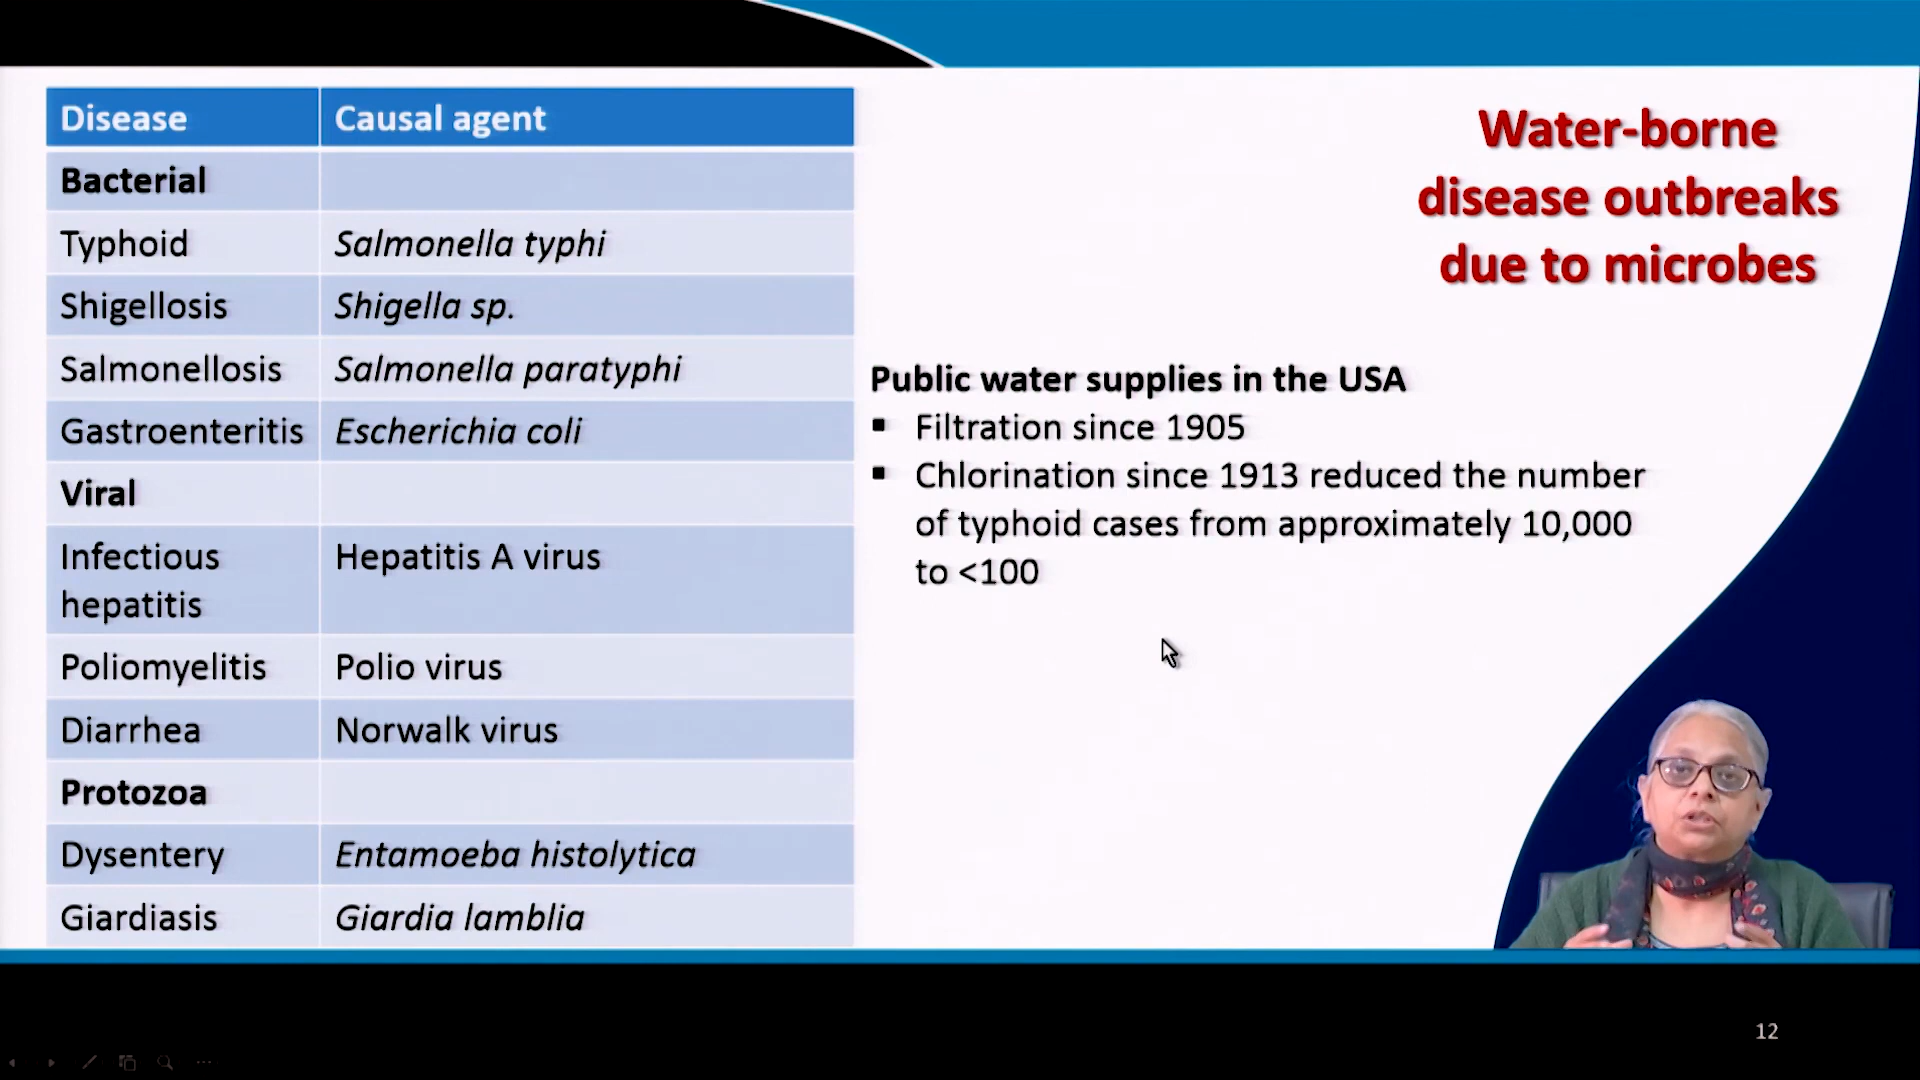 Water-borne
disease outbreaks
due to microbes
Disease Causal agent
Bacterial
Typhoid Salmonella typhi
Shigellosis Shigella sp.
Salmonellosis Salmonella paratyphi
Gastroenteritis Escherichia coli
Viral
Infectious Hepatitis A virus
hepatitis
Poliomyelitis Polio virus
Diarrhea Norwalk virus
Protozoa
Dysentery Entamoeba histolytica
Giardiasis Giardia lamblia
Public water supplies in the USA
▪ Filtration since 1905
▪ Chlorination since 1913 reduced the number
of typhoid cases from approximately 10,000
to <100
12